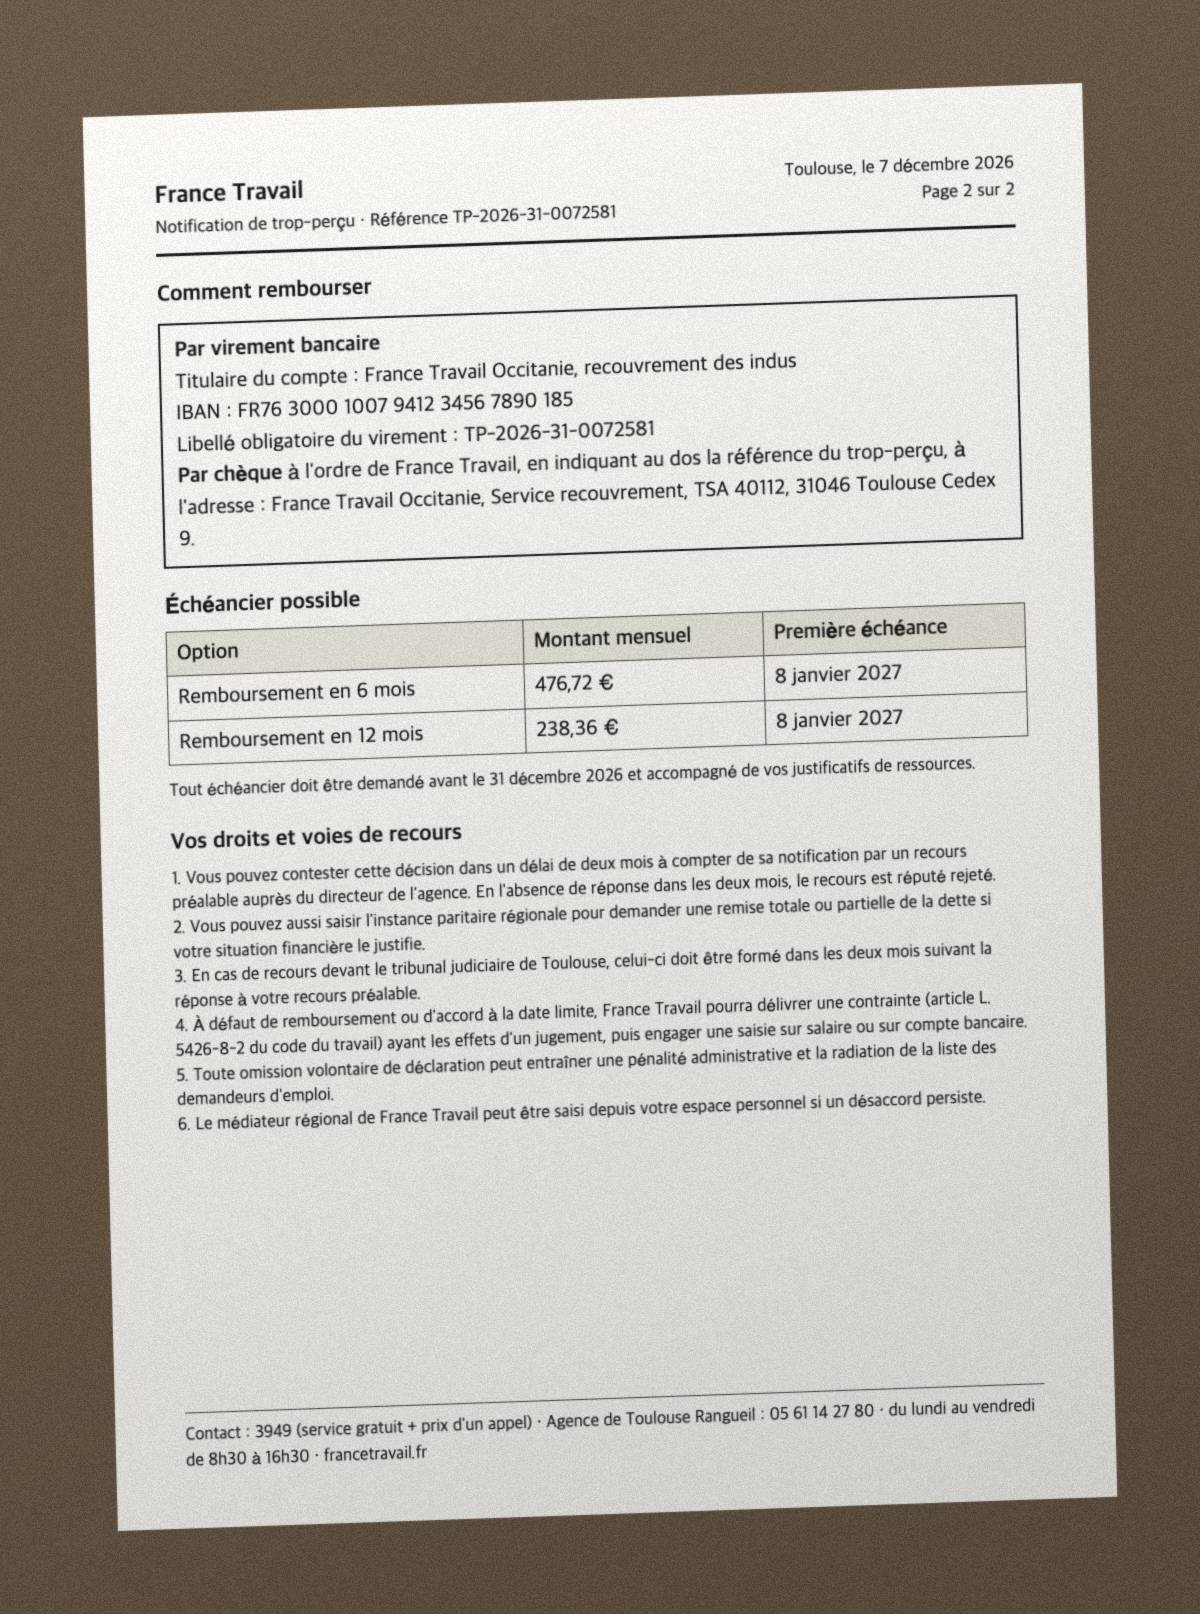 France Travail
Toulouse, le 7 décembre 2026
Notification de trop-perçu · Référence TP-2026-31-0072581
Page 2 sur 2
Comment rembourser
Par virement bancaire
Titulaire du compte : France Travail Occitanie, recouvrement des indus
IBAN : FR76 3000 1007 9412 3456 7890 185
Libellé obligatoire du virement : TP-2026-31-0072581
Par chèque à l'ordre de France Travail, en indiquant au dos la référence du trop-perçu, à
l'adresse : France Travail Occitanie, Service recouvrement, TSA 40112, 31046 Toulouse Cedex
9.
Échéancier possible
Option Montant mensuel Première échéance
Remboursement en 6 mois 476,72 € 8 janvier 2027
Remboursement en 12 mois 238,36 € 8 janvier 2027
Tout échéancier doit être demandé avant le 31 décembre 2026 et accompagné de vos justificatifs de ressources.
Vos droits et voies de recours
1. Vous pouvez contester cette décision dans un délai de deux mois à compter de sa notification par un recours
préalable auprès du directeur de l'agence. En l'absence de réponse dans les deux mois, le recours est réputé rejeté.
2. Vous pouvez aussi saisir l'instance paritaire régionale pour demander une remise totale ou partielle de la dette si
votre situation financière le justifie.
3. En cas de recours devant le tribunal judiciaire de Toulouse, celui-ci doit être formé dans les deux mois suivant la
réponse à votre recours préalable.
4. À défaut de remboursement ou d'accord à la date limite, France Travail pourra délivrer une contrainte (article L.
5426-8-2 du code du travail) ayant les effets d'un jugement, puis engager une saisie sur salaire ou sur compte bancaire.
5. Toute omission volontaire de déclaration peut entraîner une pénalité administrative et la radiation de la liste des
demandeurs d'emploi.
6. Le médiateur régional de France Travail peut être saisi depuis votre espace personnel si un désaccord persiste.
Contact : 3949 (service gratuit + prix d'un appel) · Agence de Toulouse Rangueil : 05 61 14 27 80 · du lundi au vendredi
de 8h30 à 16h30 · francetravail.fr